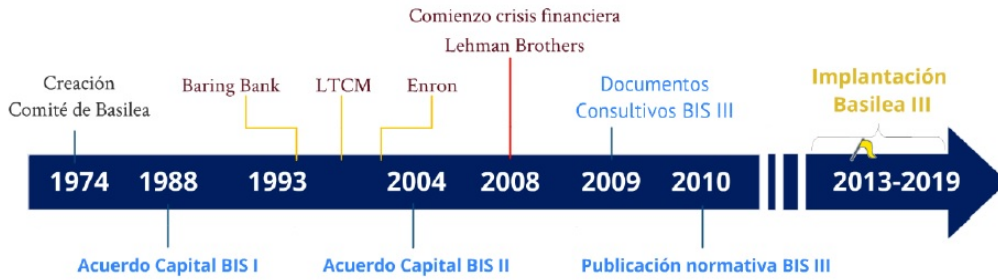 Comienzo crisis financiera
Lehman Brothers
Creación
Comité de Basilea
Baring Bank
LTCM
Enron
Documentos
Consultivos BIS III
Implantación
Basilea III
1974
1988
1993
2004
2008
2009
2010
2013-2019
Acuerdo Capital BIS I
Acuerdo Capital BIS II
Publicación normativa BIS III